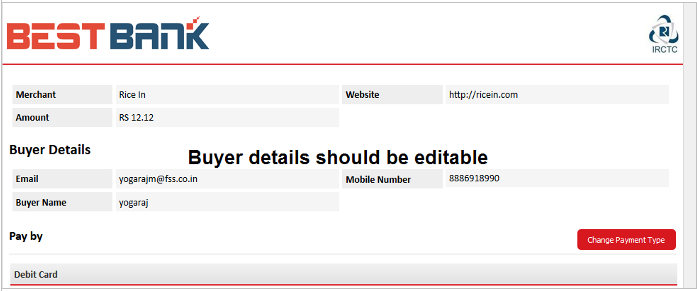 BEST BANK
IRCTC
Merchant Rice In Website http://ricein.com
Amount RS 12.12
Buyer Details
Buyer details should be editable
Email yogarajm@fss.co.in Mobile Number 8886918990
Buyer Name yogaraj
Pay by Change Payment Type
Debit Card